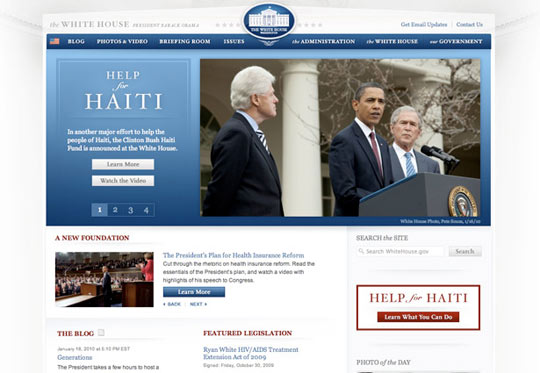 the WHITE HOUSE PRESIDENT BARACK OBAMA
Get Email Updates Contact Us
THE WHITE HOUSE
WASHINGTON
BLOG PHOTOS & VIDEO BRIEFING ROOM ISSUES the ADMINISTRATION the WHITE HOUSE our GOVERNMENT
HELP
for
HAITI
In another major effort to help the
people of Haiti, the Clinton Bush Haiti
Fund is announced at the White House.
Learn More
Watch the Video
1 2 3 4
White House Photo, Pete Souza, 1/16/10
A NEW FOUNDATION
The President's Plan for Health Insurance Reform
Cut through the rhetoric on health insurance reform. Read the
essentials of the President's plan, and watch a video with
highlights of his speech to Congress.
Learn More
BACK NEXT
SEARCH the SITE
Search WhiteHouse.gov
Search
HELP for HAITI
Learn What You Can Do
THE BLOG
January 18, 2010 at 5:10 PM EST
Generations
The President takes a few hours to host a
FEATURED LEGISLATION
Ryan White HIV/AIDS Treatment
Extension Act of 2009
Signed: Friday, October 30, 2009
PHOTO of the DAY